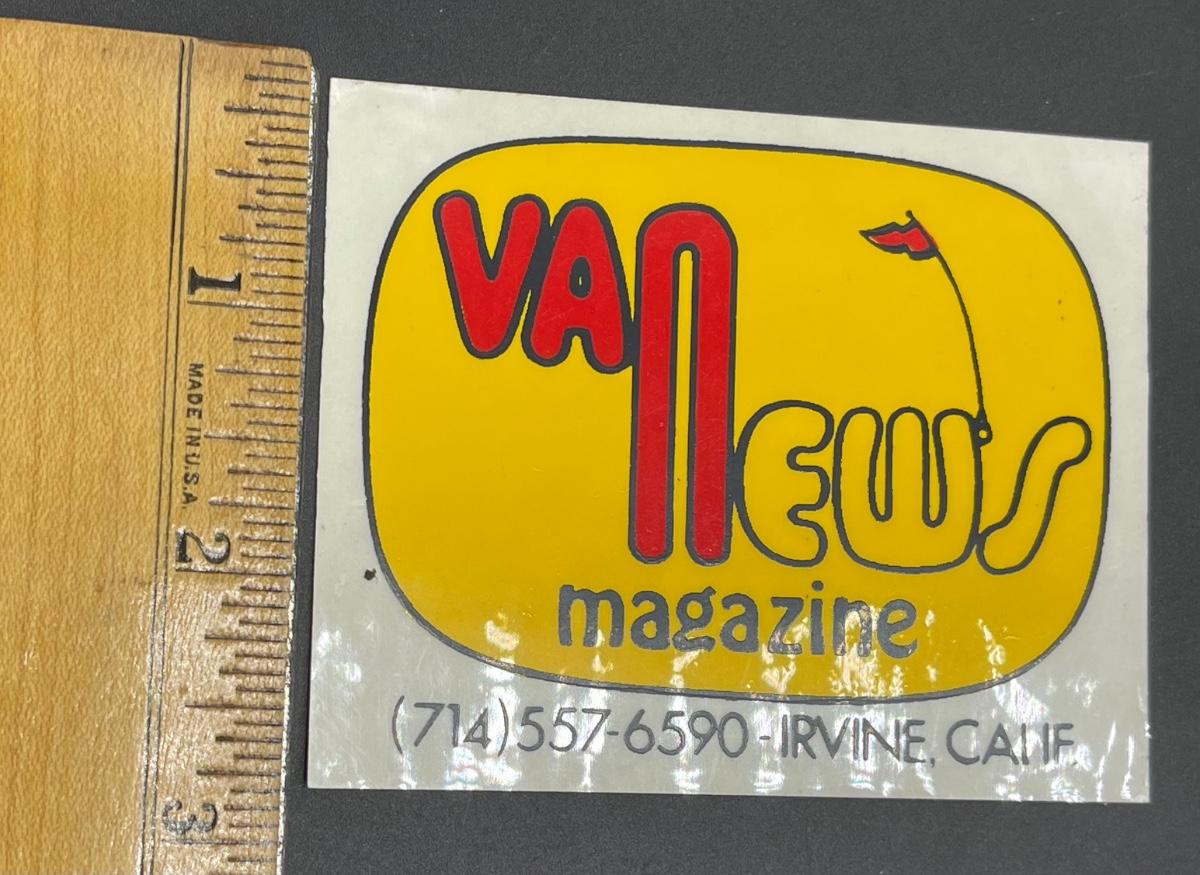 VAN
NEWS
magazine
(714)557-6590-IRVINE, CALIF.
1
MADE IN U.S.A.
2
3